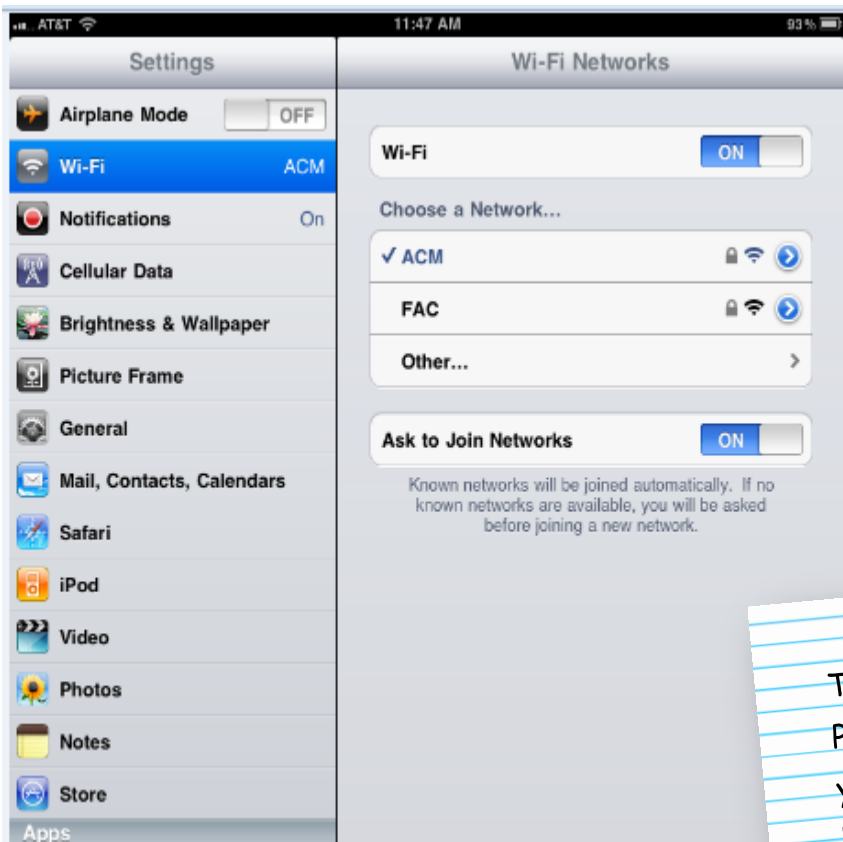 AT&T 11:47 AM 93%
Settings
Airplane Mode OFF
Wi-Fi ACM
Notifications On
Cellular Data
Brightness & Wallpaper
Picture Frame
General
Mail, Contacts, Calendars
Safari
iPod
Video
Photos
Notes
Store
Apps
Wi-Fi Networks
Wi-Fi ON
Choose a Network...
✓ ACM
FAC
Other...
Ask to Join Networks ON
Known networks will be joined automatically. If no
known networks are available, you will be asked
before joining a new network.